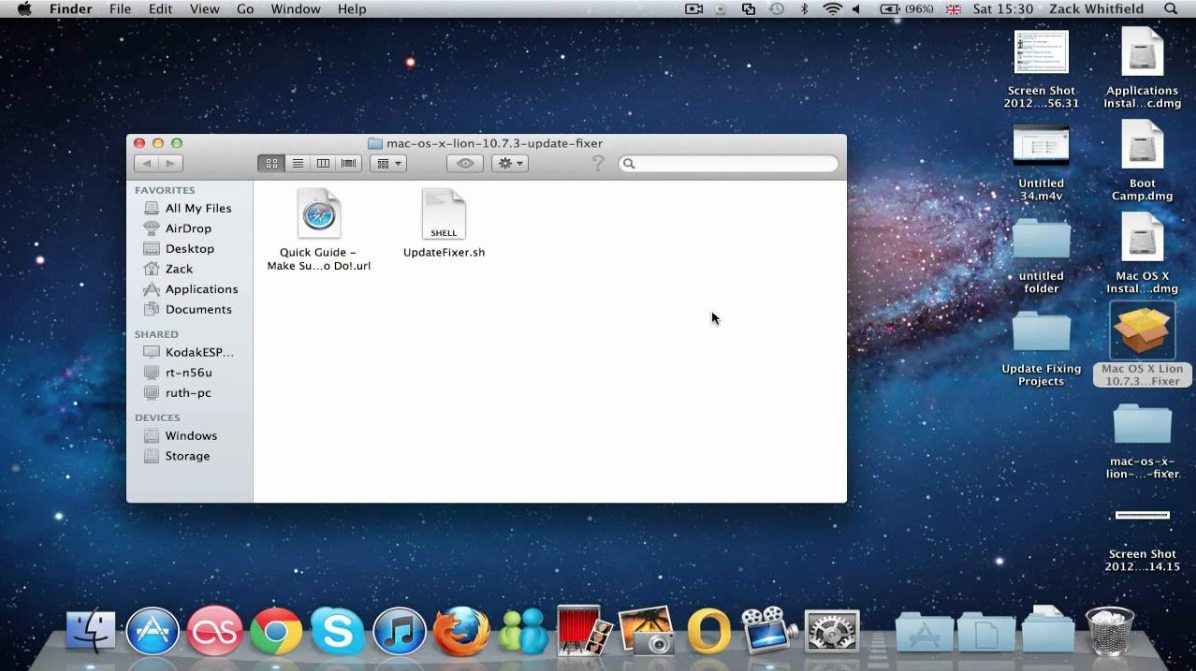 Finder File Edit View Go Window Help (96%) Sat 15:30 Zack Whitfield
mac-os-x-lion-10.7.3-update-fixer
FAVORITES
All My Files
AirDrop
Desktop
Zack
Applications
Documents
SHARED
KodakESP...
rt-n56u
ruth-pc
DEVICES
Windows
Storage
Quick Guide -
Make Su...o Do!.url
SHELL
UpdateFixer.sh
Screen Shot
2012....56.31
Applications
Instal...c.dmg
Untitled
34.m4v
Boot
Camp.dmg
untitled
folder
Mac OS X
Instal....dmg
Update Fixing
Projects
Mac OS X Lion
10.7.3...Fixer
mac-os-x-
lion-...-fixer
Screen Shot
2012....14.15